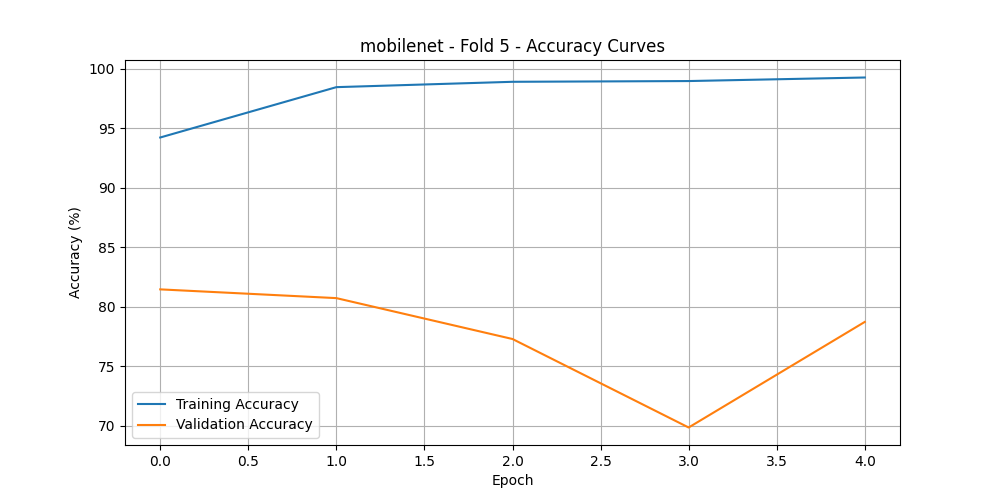 mobilenet - Fold 5 - Accuracy Curves
Accuracy (%)
100
95
90
85
80
75
70
Training Accuracy
Validation Accuracy
0.0 0.5 1.0 1.5 2.0 2.5 3.0 3.5 4.0
Epoch